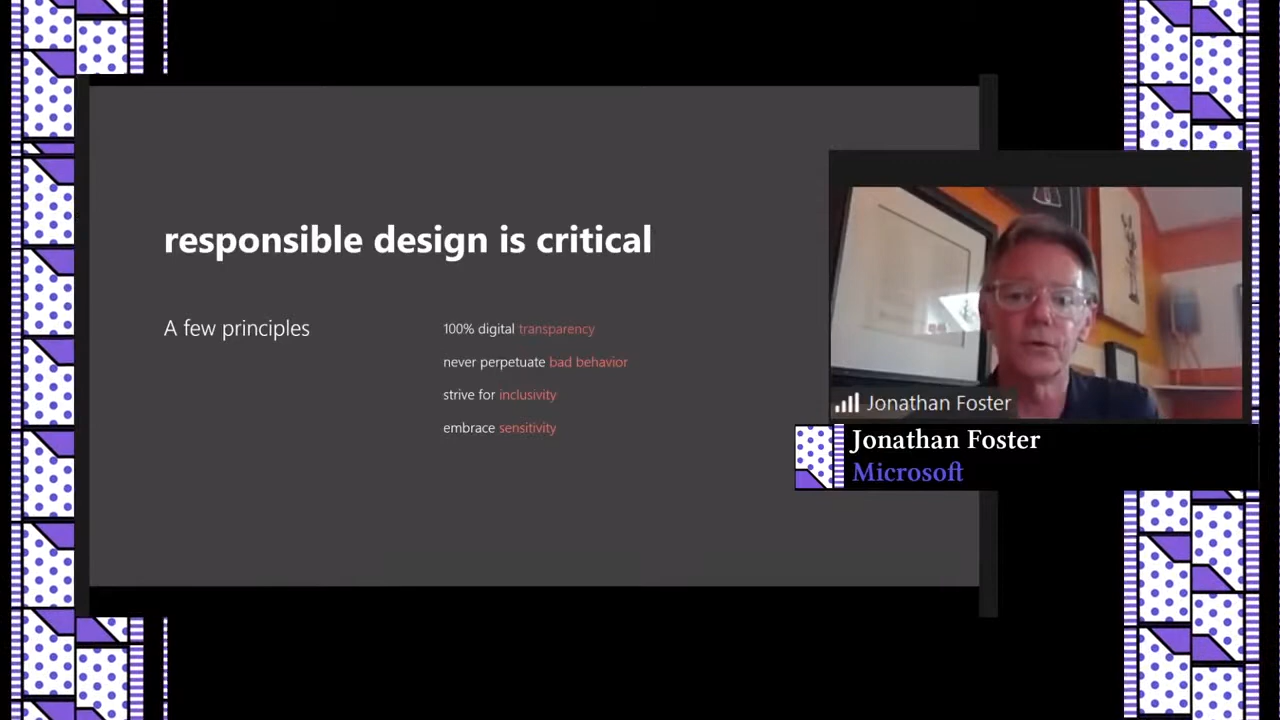 responsible design is critical
A few principles
100% digital transparency
never perpetuate bad behavior
strive for inclusivity
embrace sensitivity
Jonathan Foster
Jonathan Foster
Microsoft